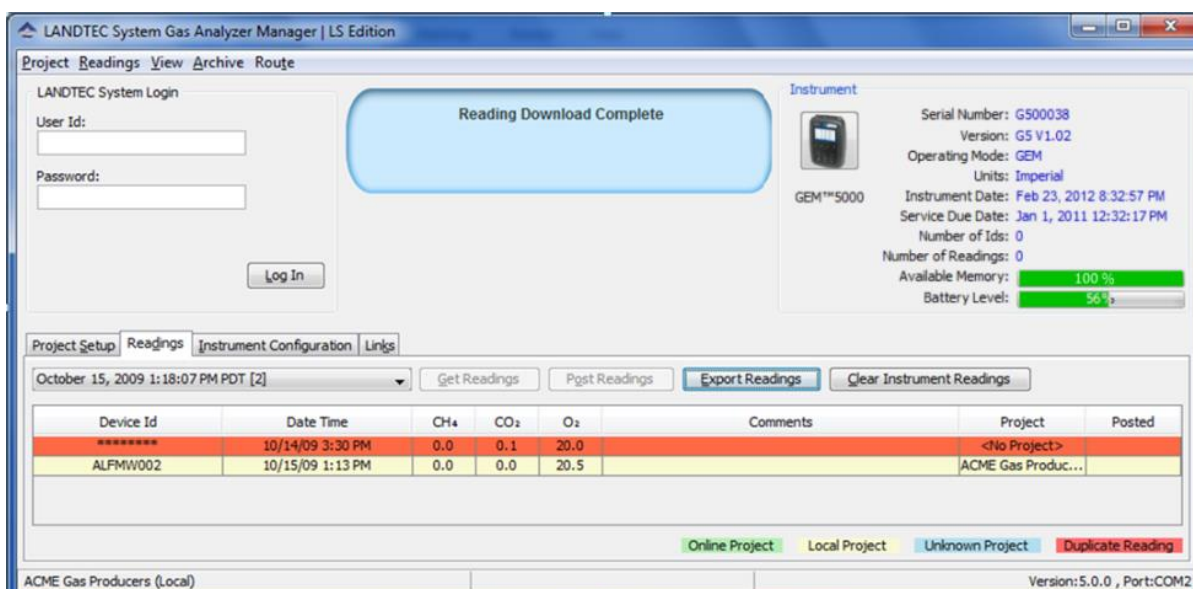 LANDTEC System Gas Analyzer Manager | LS Edition
Project Readings View Archive Route
LANDTEC System Login
User Id:
Password:
Log In
Reading Download Complete
Instrument
GEM™5000
Serial Number: G500038
Version: G5 V1.02
Operating Mode: GEM
Units: Imperial
Instrument Date: Feb 23, 2012 8:32:57 PM
Service Due Date: Jan 1, 2011 12:32:17 PM
Number of Ids: 0
Number of Readings: 0
Available Memory: 100 %
Battery Level: 56%
Project Setup Readings Instrument Configuration Links
October 15, 2009 1:18:07 PM PDT [2] Get Readings Post Readings Export Readings Clear Instrument Readings
Device Id Date Time CH₄ CO₂ O₂ Comments Project Posted
******** 10/14/09 3:30 PM 0.0 0.1 20.0 <No Project>
ALFMW002 10/15/09 1:13 PM 0.0 0.0 20.5 ACME Gas Produc...
Online Project Local Project Unknown Project Duplicate Reading
ACME Gas Producers (Local) Version:5.0.0 , Port:COM2